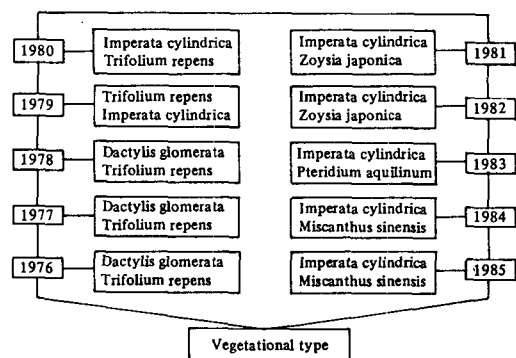 1980
Imperata cylindrica
Trifolium repens
1979
Trifolium repens
Imperata cylindrica
1978
Dactylis glomerata
Trifolium repens
1977
Dactylis glomerata
Trifolium repens
1976
Dactylis glomerata
Trifolium repens
Imperata cylindrica
Zoysia japonica
1981
Imperata cylindrica
Zoysia japonica
1982
Imperata cylindrica
Pteridium aquilinum
1983
Imperata cylindrica
Miscanthus sinensis
1984
Imperata cylindrica
Miscanthus sinensis
1985
Vegetational type